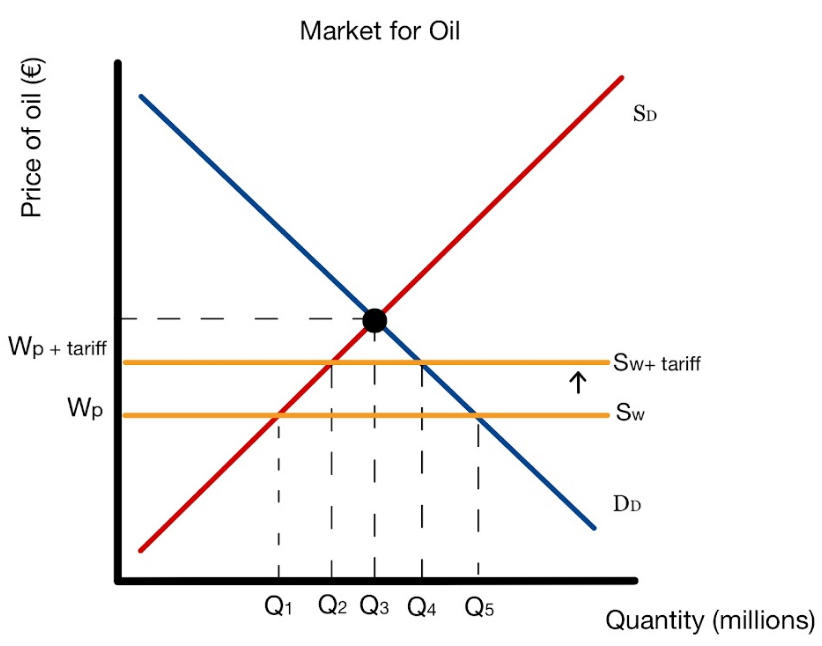 Market for Oil
Price of oil (€)
SD
Wp + tariff
Sw+ tariff
Wp
Sw
DD
Q1 Q2 Q3 Q4 Q5
Quantity (millions)